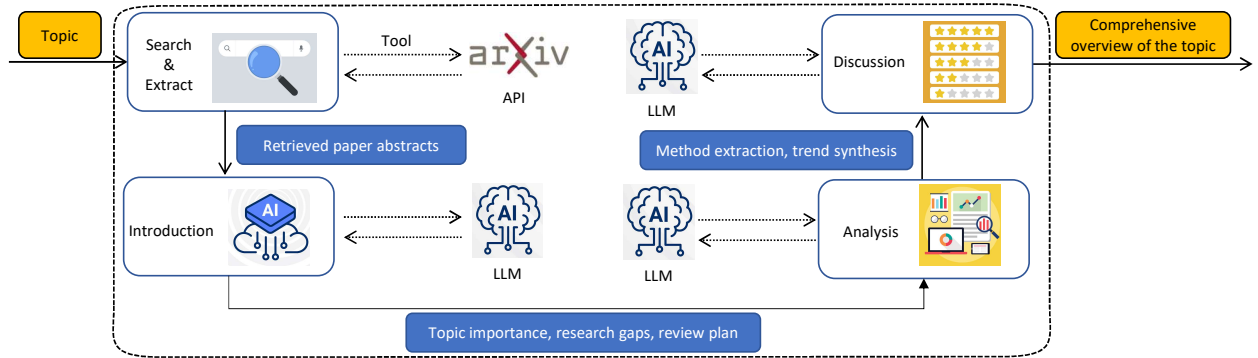 Topic
Search
&
Extract
Tool
arXiv
API
AI
LLM
Discussion
Comprehensive
overview of the topic
Retrieved paper abstracts
Method extraction, trend synthesis
Introduction
AI
AI
LLM
AI
LLM
Analysis
Topic importance, research gaps, review plan